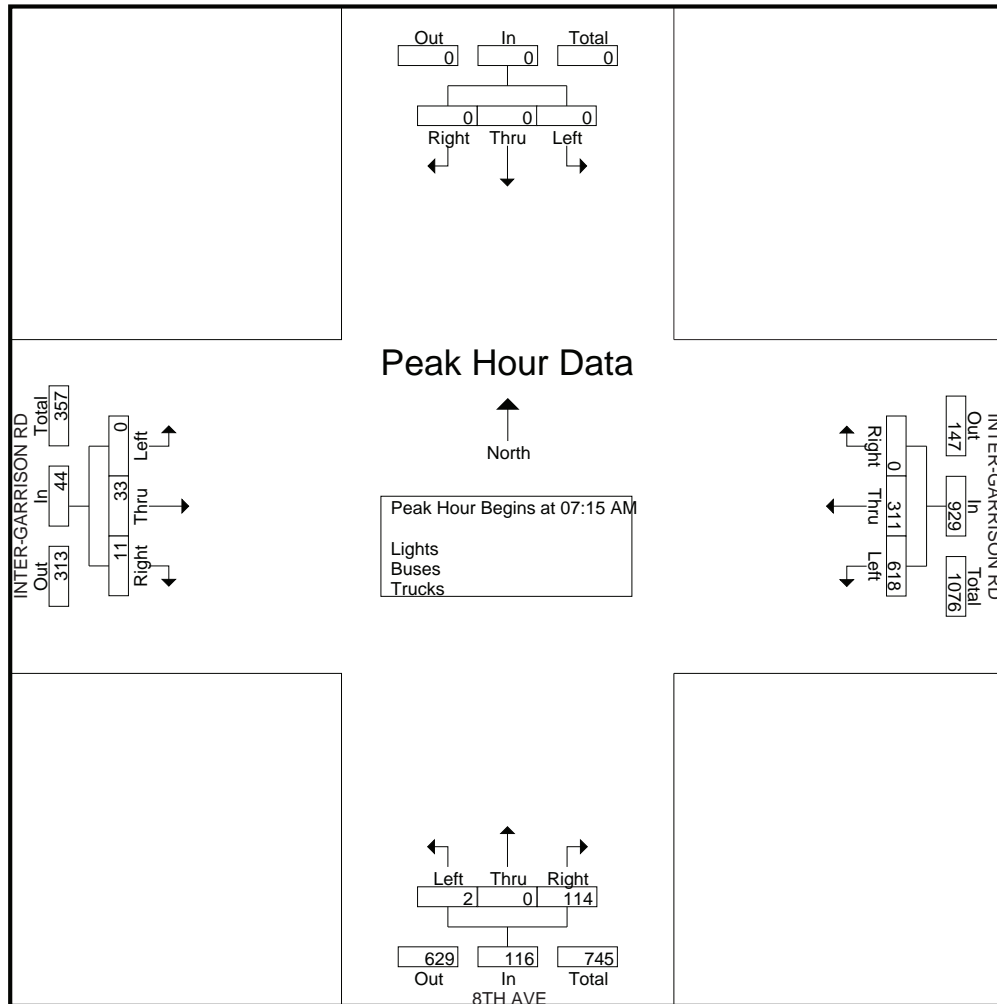 Out In Total
0 0 0
0 0 0
Right Thru Left
Peak Hour Data
North
Peak Hour Begins at 07:15 AM
Lights
Buses
Trucks
INTER-GARRISON RD
Out In Total
313 44 357
11 33 0
Right Thru Left
INTER-GARRISON RD
Out In Total
147 929 1076
0 311 618
Right Thru Left
Left Thru Right
2 0 114
629 116 745
Out In Total
8TH AVE